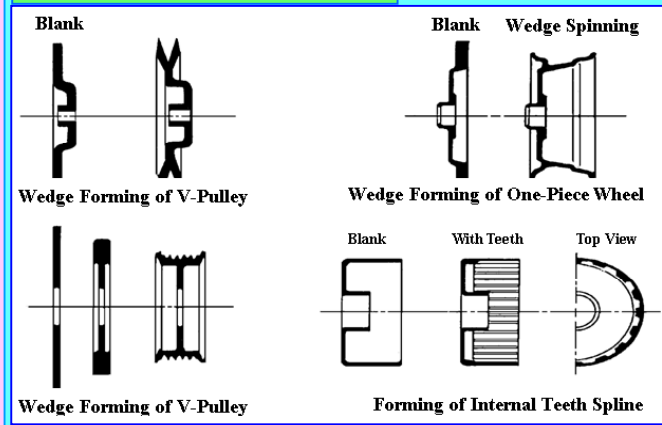 Blank
Blank Wedge Spinning
Wedge Forming of V-Pulley
Wedge Forming of One-Piece Wheel
Blank With Teeth Top View
Wedge Forming of V-Pulley
Forming of Internal Teeth Spline